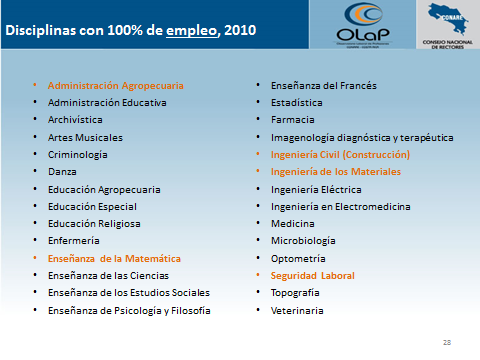 Disciplinas con 100% de empleo, 2010
OLaP
CONARE
CONSEJO NACIONAL
DE RECTORES
• Administración Agropecuaria
• Administración Educativa
• Archivística
• Artes Musicales
• Criminología
• Danza
• Educación Agropecuaria
• Educación Especial
• Educación Religiosa
• Enfermería
• Enseñanza de la Matemática
• Enseñanza de las Ciencias
• Enseñanza de los Estudios Sociales
• Enseñanza de Psicología y Filosofía
• Enseñanza del Francés
• Estadística
• Farmacia
• Imagenología diagnóstica y terapéutica
• Ingeniería Civil (Construcción)
• Ingeniería de los Materiales
• Ingeniería Eléctrica
• Ingeniería en Electromedicina
• Medicina
• Microbiología
• Optometría
• Seguridad Laboral
• Topografía
• Veterinaria
28